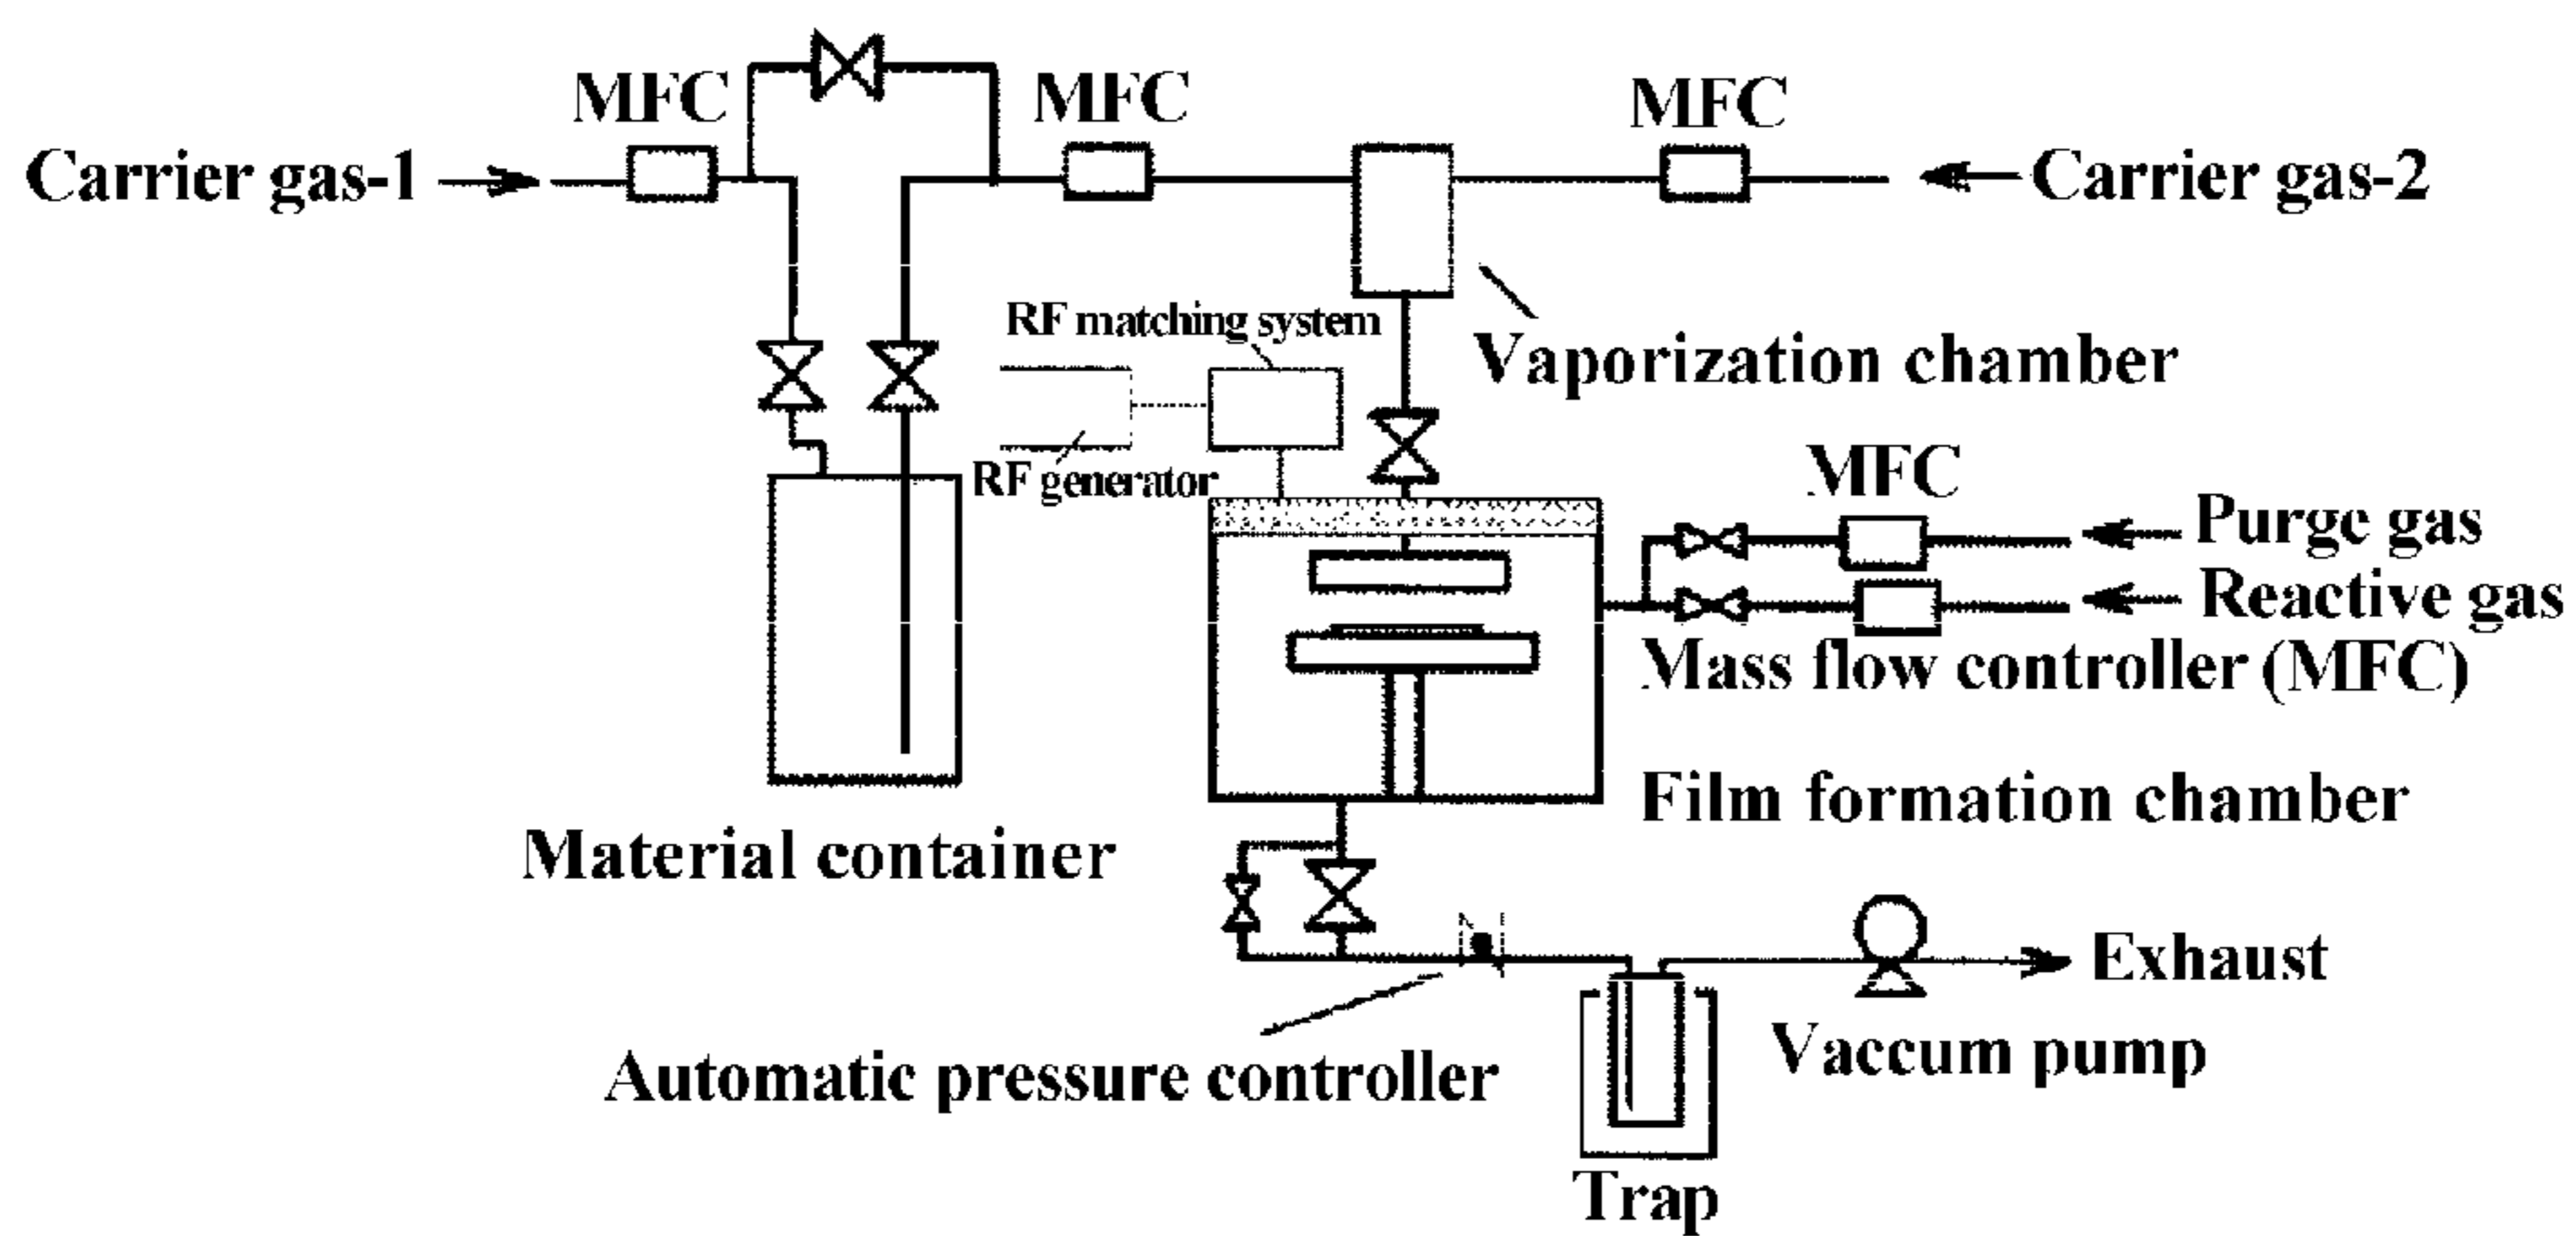 MFC
MFC
MFC
Carrier gas-1
Carrier gas-2
RF matching system
Vaporization chamber
RF generator
MFC
Purge gas
Reactive gas
Mass flow controller (MFC)
Film formation chamber
Material container
Exhaust
Automatic pressure controller
Vaccum pump
Trap